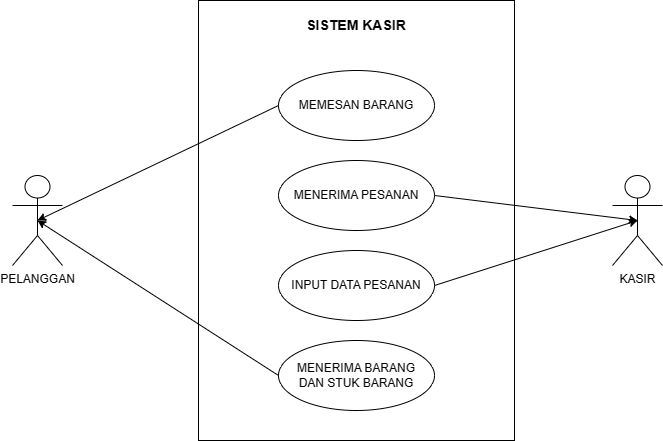 SISTEM KASIR
MEMESAN BARANG
MENERIMA PESANAN
PELANGGAN
KASIR
INPUT DATA PESANAN
MENERIMA BARANG
DAN STUK BARANG